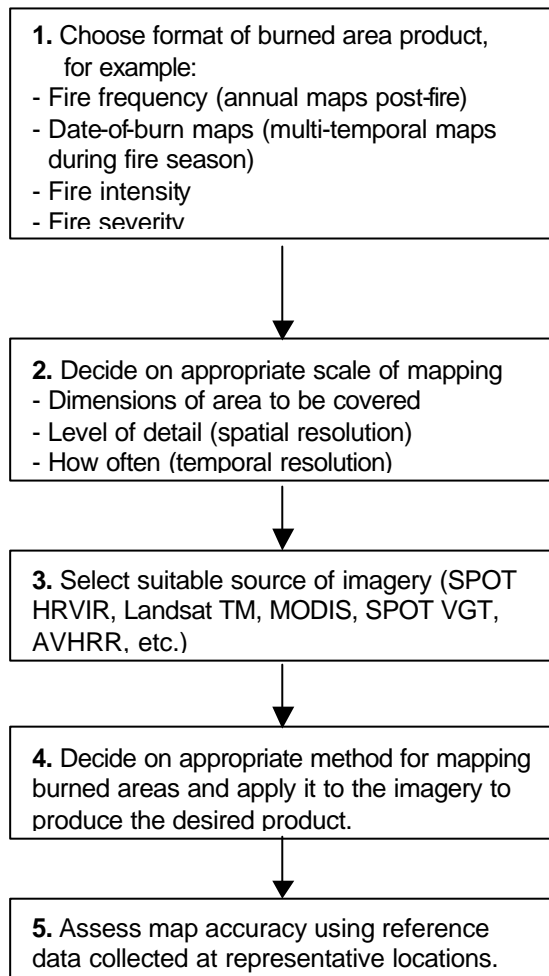 1. Choose format of burned area product,
for example:
- Fire frequency (annual maps post-fire)
- Date-of-burn maps (multi-temporal maps
during fire season)
- Fire intensity
- Fire severity
2. Decide on appropriate scale of mapping
- Dimensions of area to be covered
- Level of detail (spatial resolution)
- How often (temporal resolution)
3. Select suitable source of imagery (SPOT
HRVIR, Landsat TM, MODIS, SPOT VGT,
AVHRR, etc.)
4. Decide on appropriate method for mapping
burned areas and apply it to the imagery to
produce the desired product.
5. Assess map accuracy using reference
data collected at representative locations.